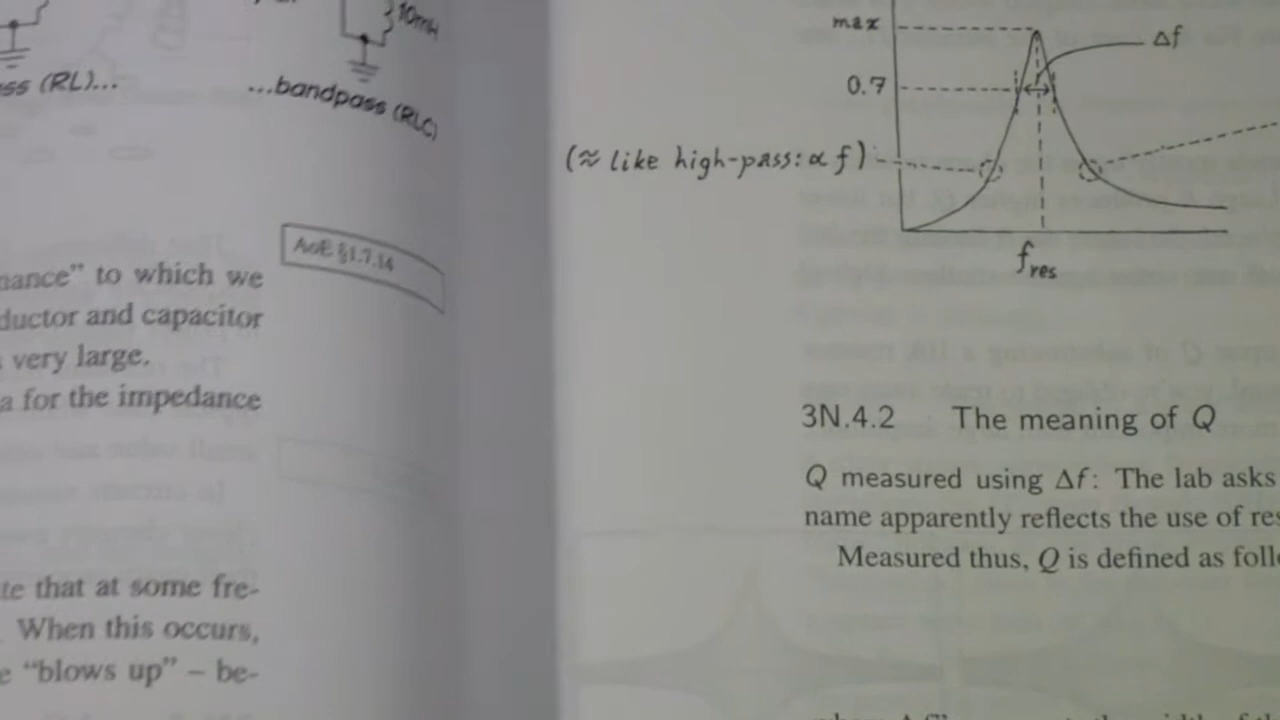 10mH
ss (RL)...
...bandpass (RLC)
AoE §1.7.14
nance” to which we
ductor and capacitor
very large.
a for the impedance
te that at some fre-
When this occurs,
e “blows up” – be-
max
Δf
0.7
(≈ like high-pass: ∝ f)
fres
3N.4.2 The meaning of Q
Q measured using Δf: The lab asks
name apparently reflects the use of res
Measured thus, Q is defined as follo